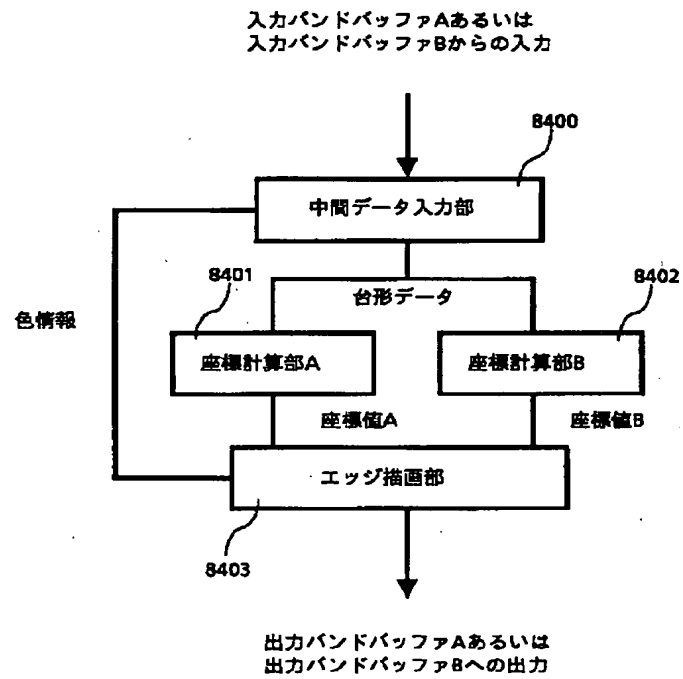 入力バンドバッファAあるいは
入力バンドバッファBからの入力
8400
中間データ入力部
8401
台形データ
8402
色情報
座標計算部A
座標計算部B
座標値A
座標値B
エッジ描画部
8403
出力バンドバッファAあるいは
出力バンドバッファBへの出力